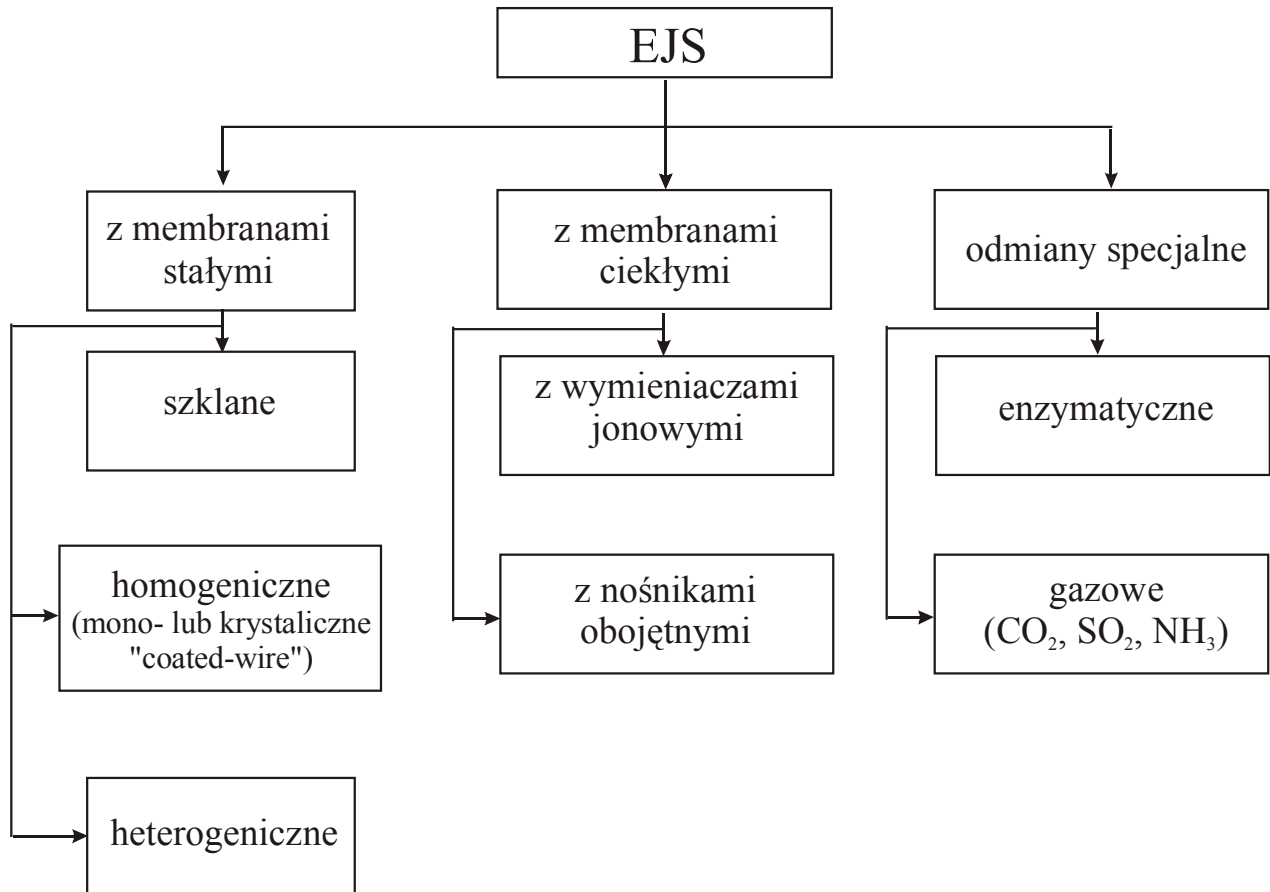 EJS
z membranami
stałymi
z membranami
ciekłymi
odmiany specjalne
szklane
z wymieniaczami
jonowymi
enzymatyczne
homogeniczne
(mono- lub krystaliczne
"coated-wire")
z nośnikami
obojętnymi
gazowe
(CO₂, SO₂, NH₃)
heterogeniczne